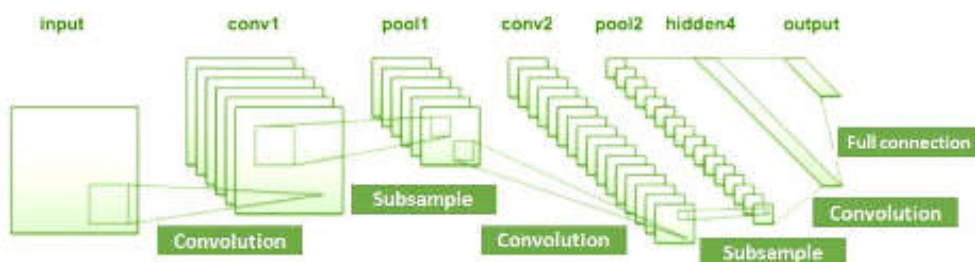 input conv1 pool1 conv2 pool2 hidden4 output
Full connection
Subsample
Convolution
Convolution
Convolution
Subsample